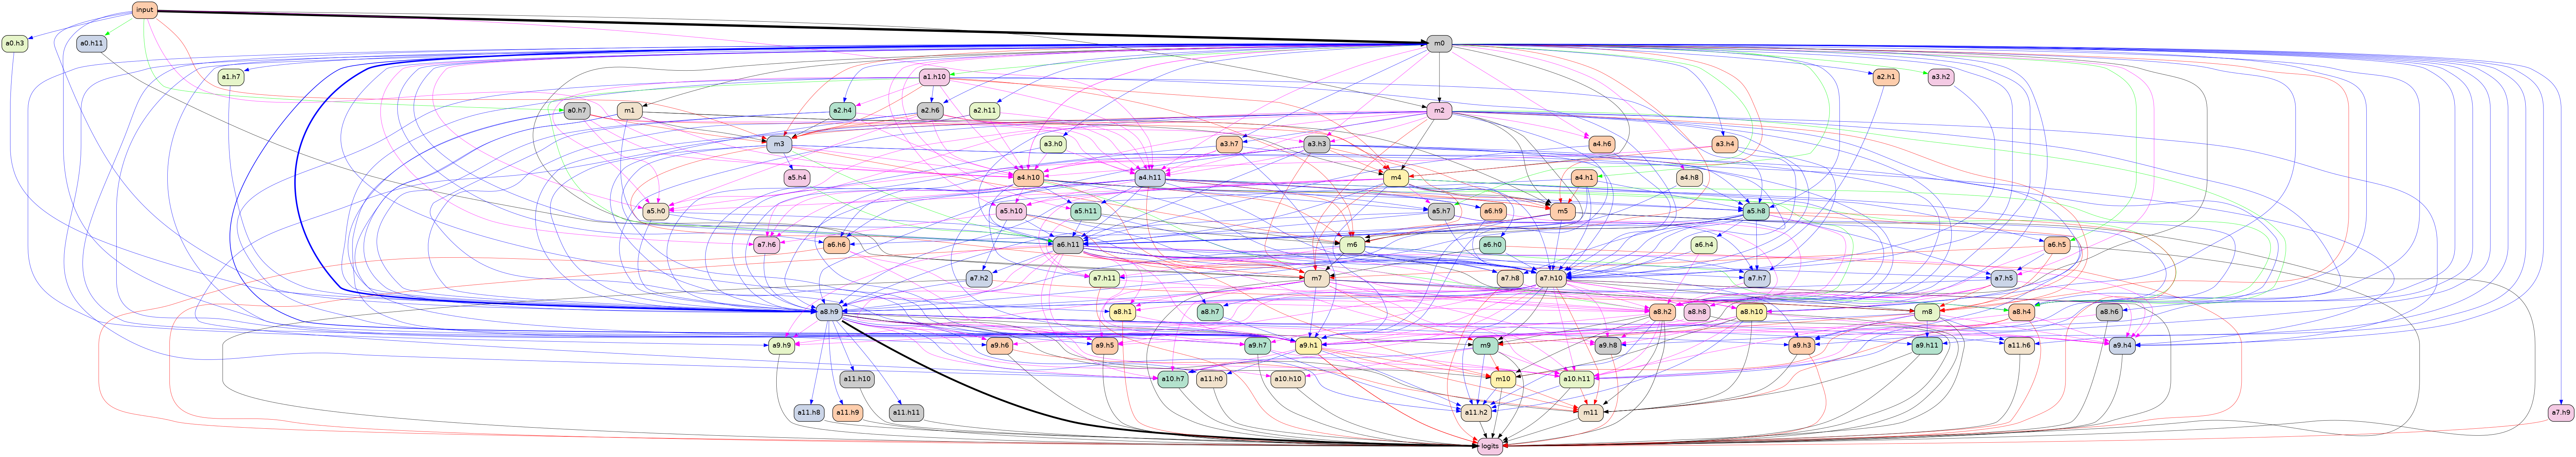 input
a0.h3 a0.h11 m0
a1.h7 a1.h10 a2.h1 a3.h2
a0.h7 m1 a2.h4 a2.h6 a2.h11 m2
m3 a3.h0 a3.h7 a3.h3 a4.h6 a3.h4
a5.h4 a4.h10 a4.h11 m4 a4.h1 a4.h8
a5.h0 a5.h10 a5.h11 a5.h7 a6.h9 m5 a5.h8
a7.h6 a6.h6 a6.h11 m6 a6.h0 a6.h4 a6.h5
a7.h2 a7.h11 m7 a7.h8 a7.h10 a7.h7 a7.h5
a8.h9 a8.h1 a8.h7 a8.h2 a8.h8 a8.h10 m8 a8.h4 a8.h6
a9.h9 a9.h6 a9.h5 a9.h7 a9.h1 m9 a9.h8 a9.h3 a9.h11 a11.h6 a9.h4
a11.h10 a10.h7 a11.h0 a10.h10 m10 a10.h11
a11.h8 a11.h9 a11.h11 a11.h2 m11 a7.h9
logits